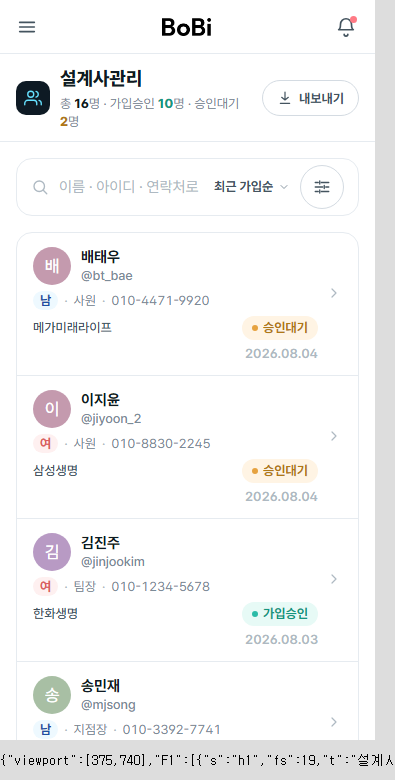 BoBi
설계사관리
총 16명 · 가입승인 10명 · 승인대기
2명
내보내기
이름 · 아이디 · 연락처로
최근 가입순
배
배태우
@bt_bae
남 · 사원 · 010-4471-9920
메가미래라이프
승인대기
2026.08.04
이
이지윤
@jiyoon_2
여 · 사원 · 010-8830-2245
삼성생명
승인대기
2026.08.04
김
김진주
@jinjookim
여 · 팀장 · 010-1234-5678
한화생명
가입승인
2026.08.03
송
송민재
@mjsong
남 · 지점장 · 010-3392-7741
{"viewport":[375,740],"F1":[{"s":"h1","fs":19,"t":"설계시